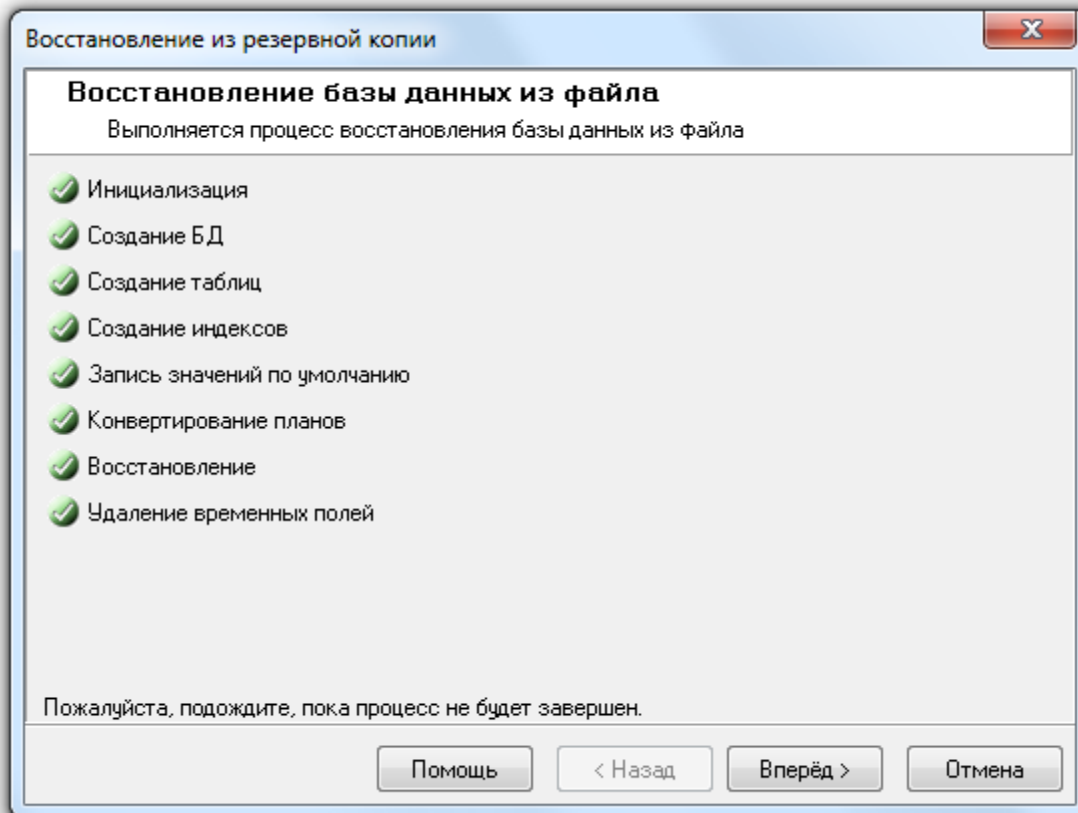 Восстановление из резервной копии
Восстановление базы данных из файла
Выполняется процесс восстановления базы данных из файла
Инициализация
Создание БД
Создание таблиц
Создание индексов
Запись значений по умолчанию
Конвертирование планов
Восстановление
Удаление временных полей
Пожалуйста, подождите, пока процесс не будет завершен.
Помощь < Назад Вперёд > Отмена